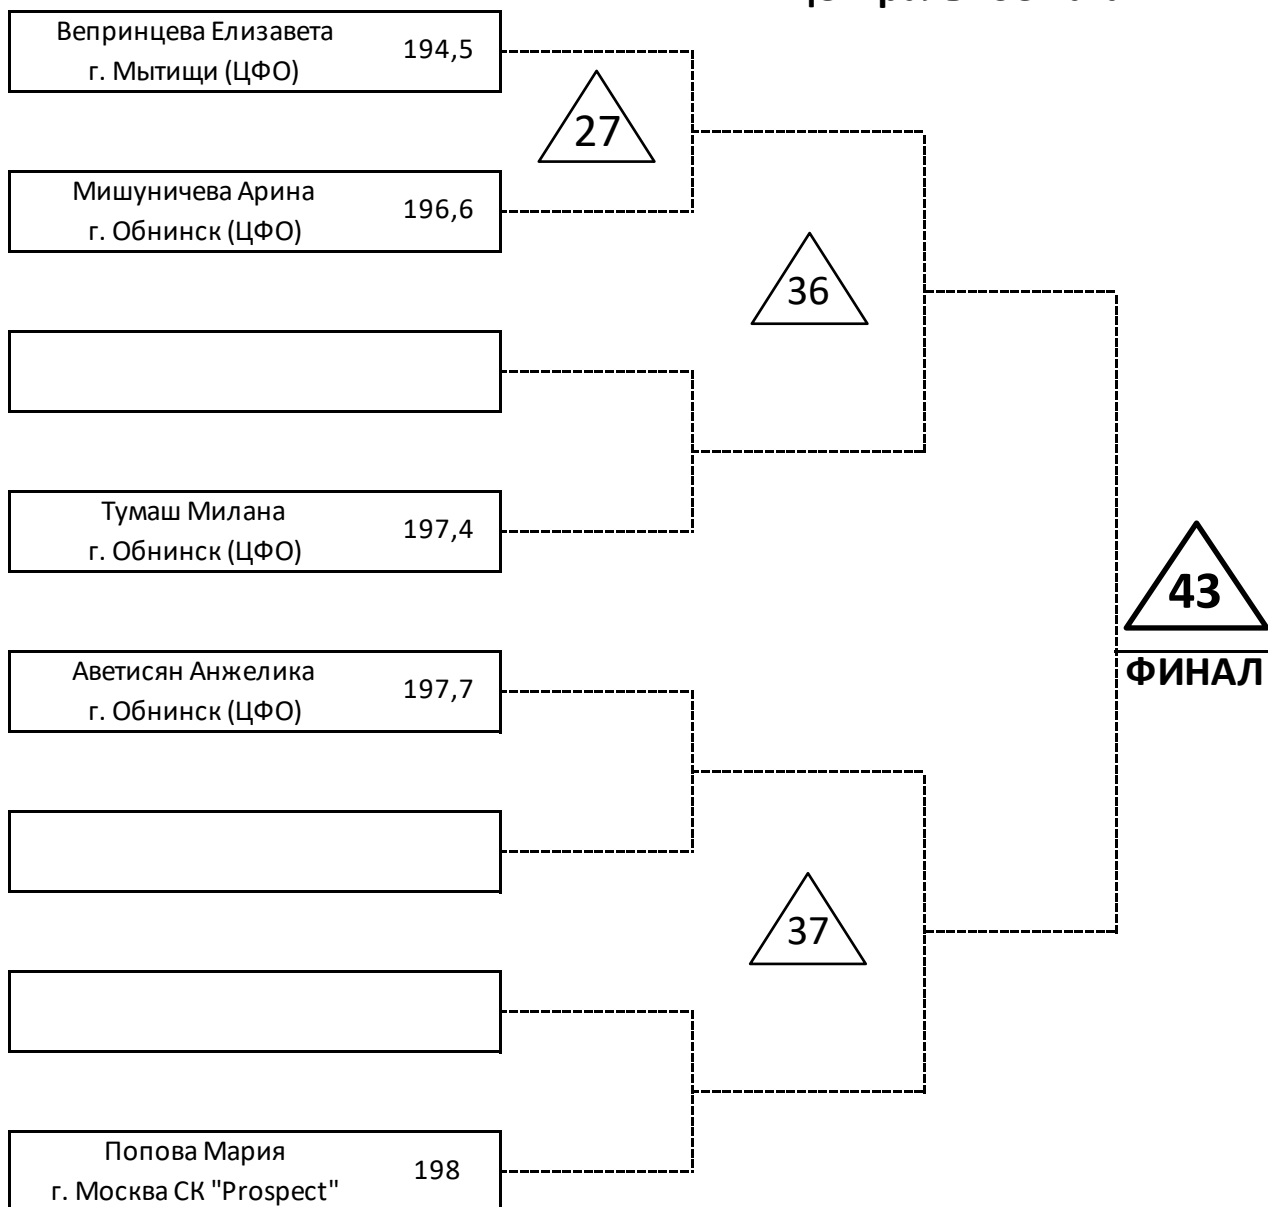 Вепринцева Елизавета
г. Мытищи (ЦФО)
194,5
27
Мишуничева Арина
г. Обнинск (ЦФО)
196,6
36
Тумаш Милана
г. Обнинск (ЦФО)
197,4
43
ФИНАЛ
Аветисян Анжелика
г. Обнинск (ЦФО)
197,7
37
Попова Мария
г. Москва СК "Prospect"
198